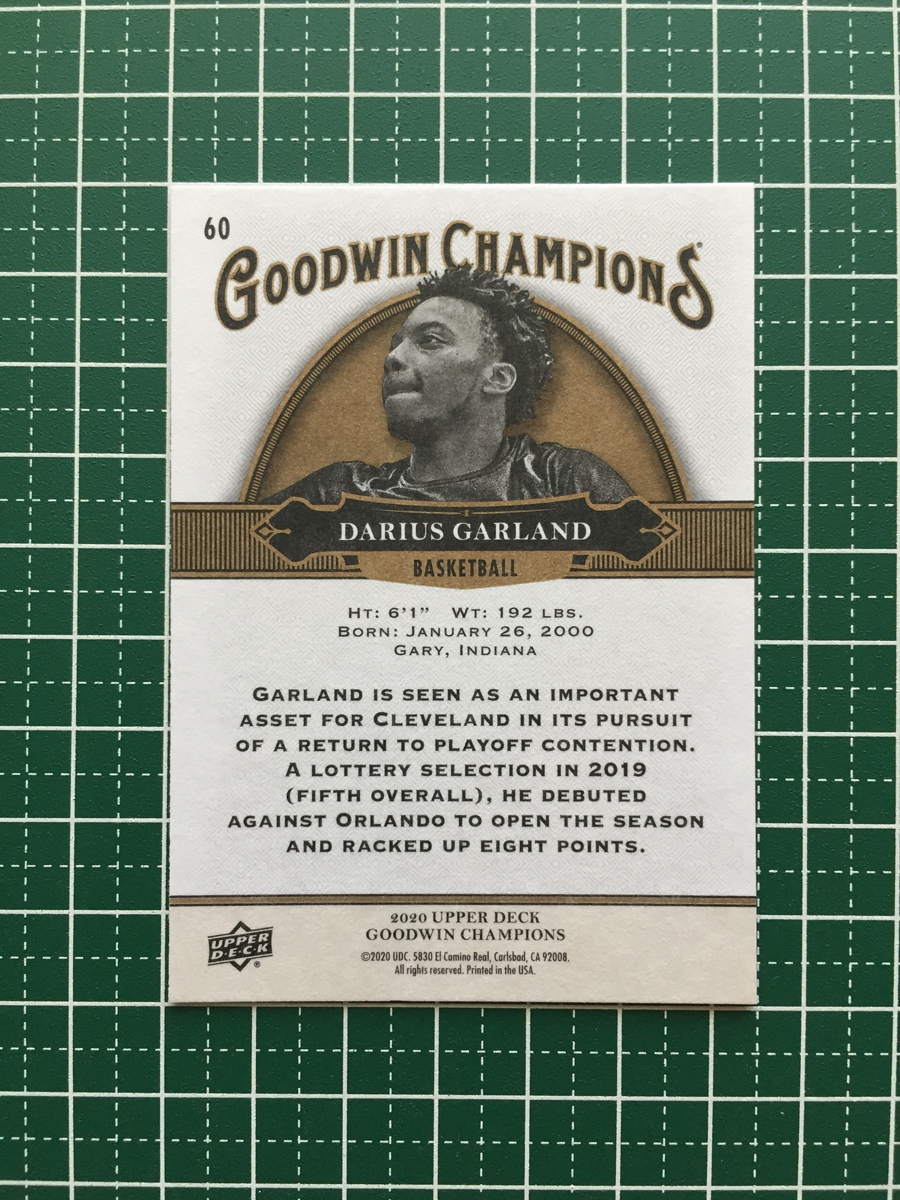 60
GOODWIN CHAMPIONS®
DARIUS GARLAND
BASKETBALL
HT: 6'1" WT: 192 LBS.
BORN: JANUARY 26, 2000
GARY, INDIANA
GARLAND IS SEEN AS AN IMPORTANT
ASSET FOR CLEVELAND IN ITS PURSUIT
OF A RETURN TO PLAYOFF CONTENTION.
A LOTTERY SELECTION IN 2019
(FIFTH OVERALL), HE DEBUTED
AGAINST ORLANDO TO OPEN THE SEASON
AND RACKED UP EIGHT POINTS.
2020 UPPER DECK
GOODWIN CHAMPIONS
©2020 UDC. 5830 El Camino Real, Carlsbad, CA 92008.
All rights reserved. Printed in the USA.
UPPER
D·E·C·K®